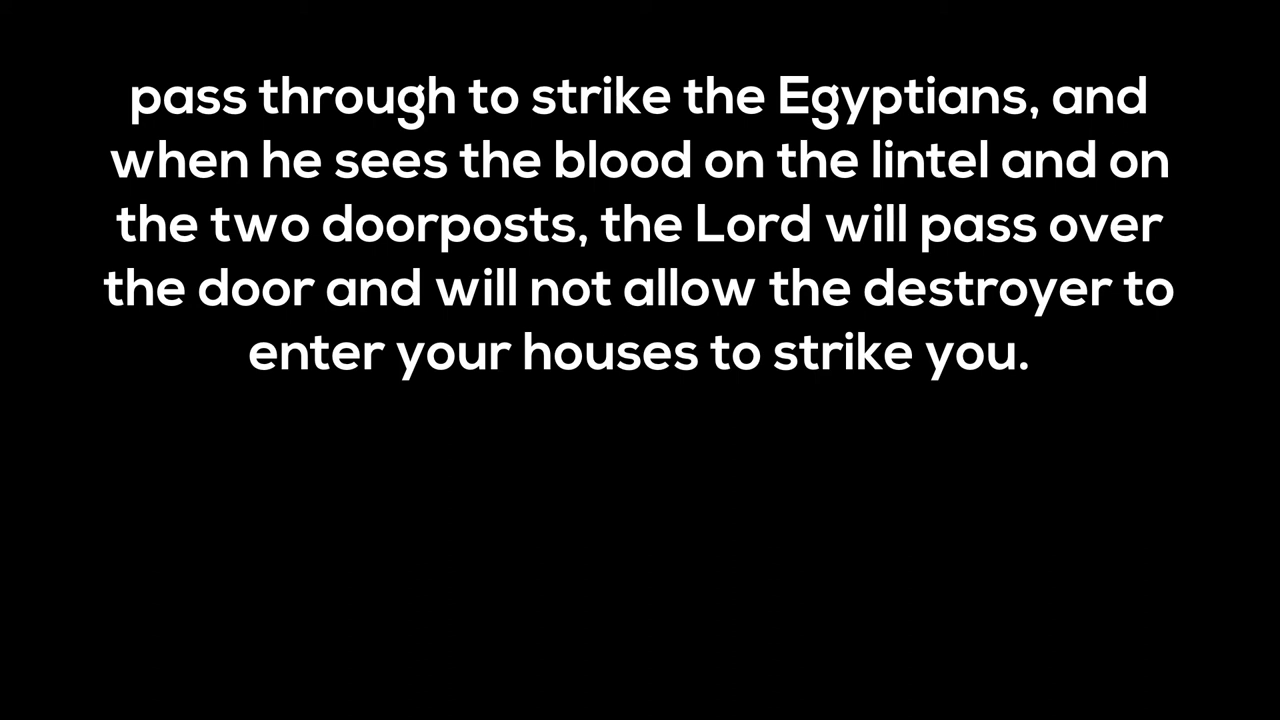 pass through to strike the Egyptians, and
when he sees the blood on the lintel and on
the two doorposts, the Lord will pass over
the door and will not allow the destroyer to
enter your houses to strike you.